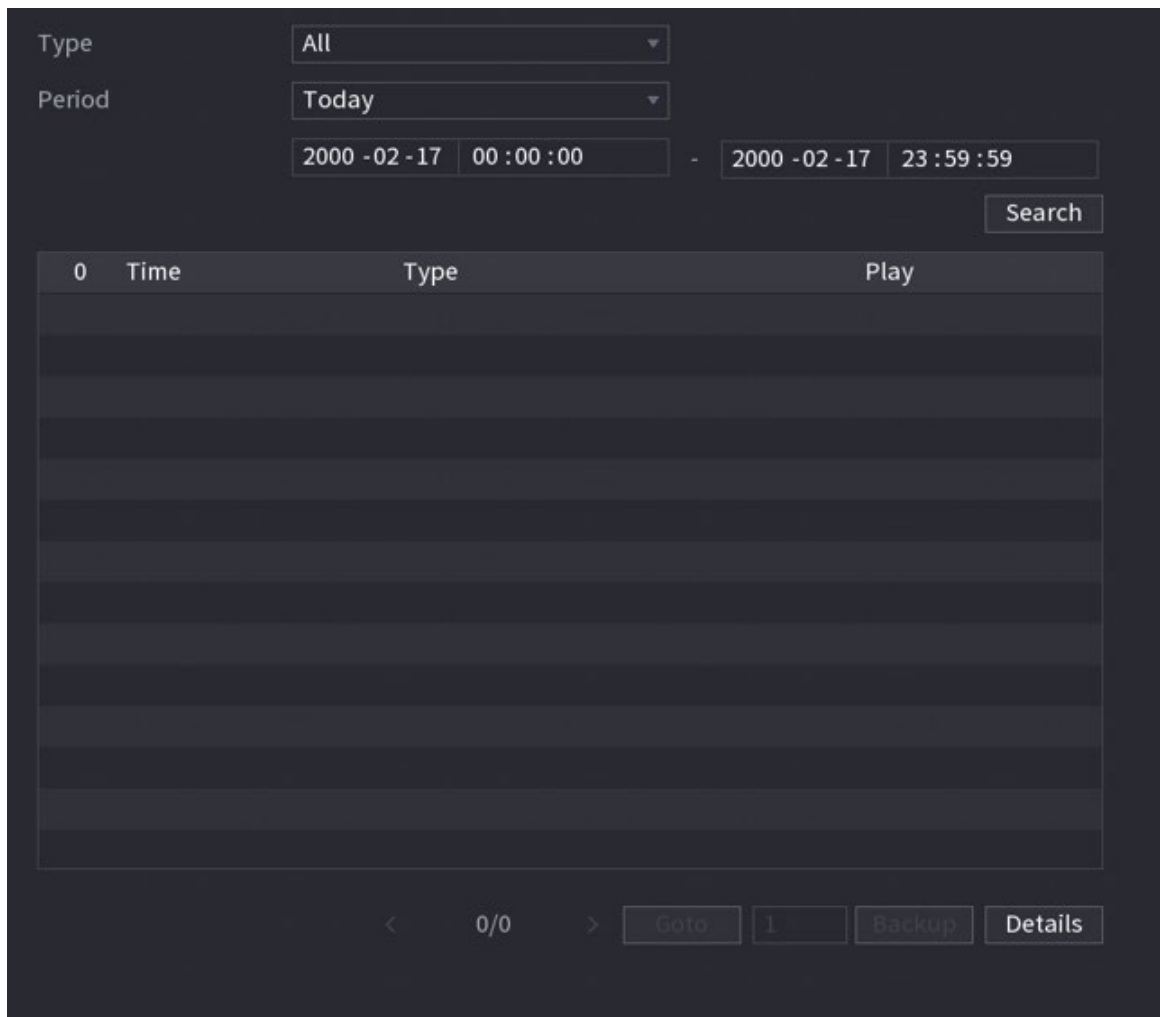 Type All
Period Today
2000 -02 -17 00 : 00 : 00 - 2000 -02 -17 23 : 59 : 59
Search
0 Time Type Play
< 0/0 > Goto 1 Backup Details